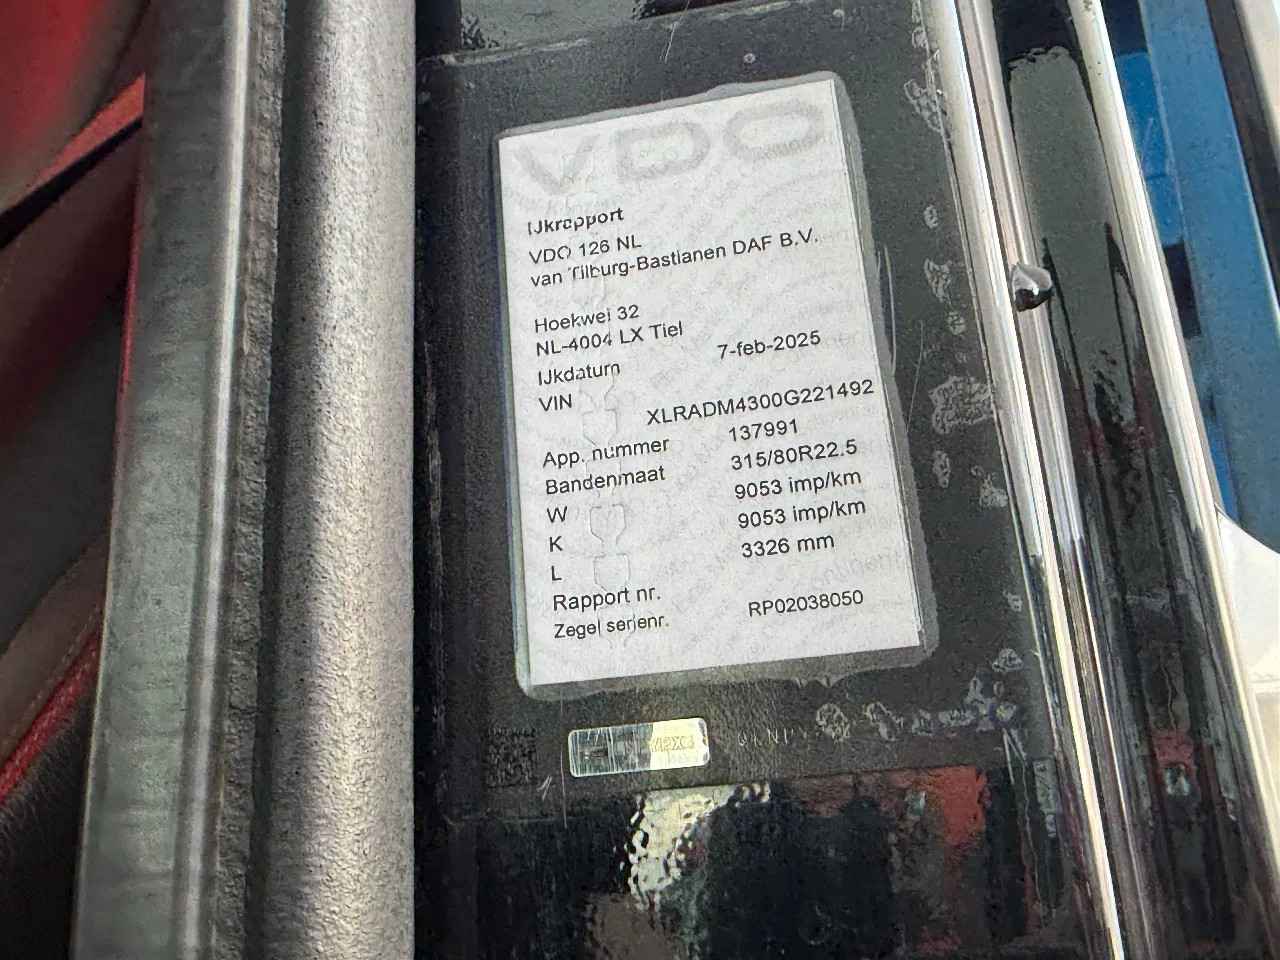 VDO
IJkrapport
VDO 126 NL
van Tilburg-Bastianen DAF B.V.
Hoekwei 32
NL-4004 LX Tiel
IJkdatum 7-feb-2025
VIN XLRADM4300G221492
App. nummer 137991
Bandenmaat 315/80R22.5
W 9053 imp/km
K 9053 imp/km
L 3326 mm
Rapport nr. RP02038050
Zegel serienr.